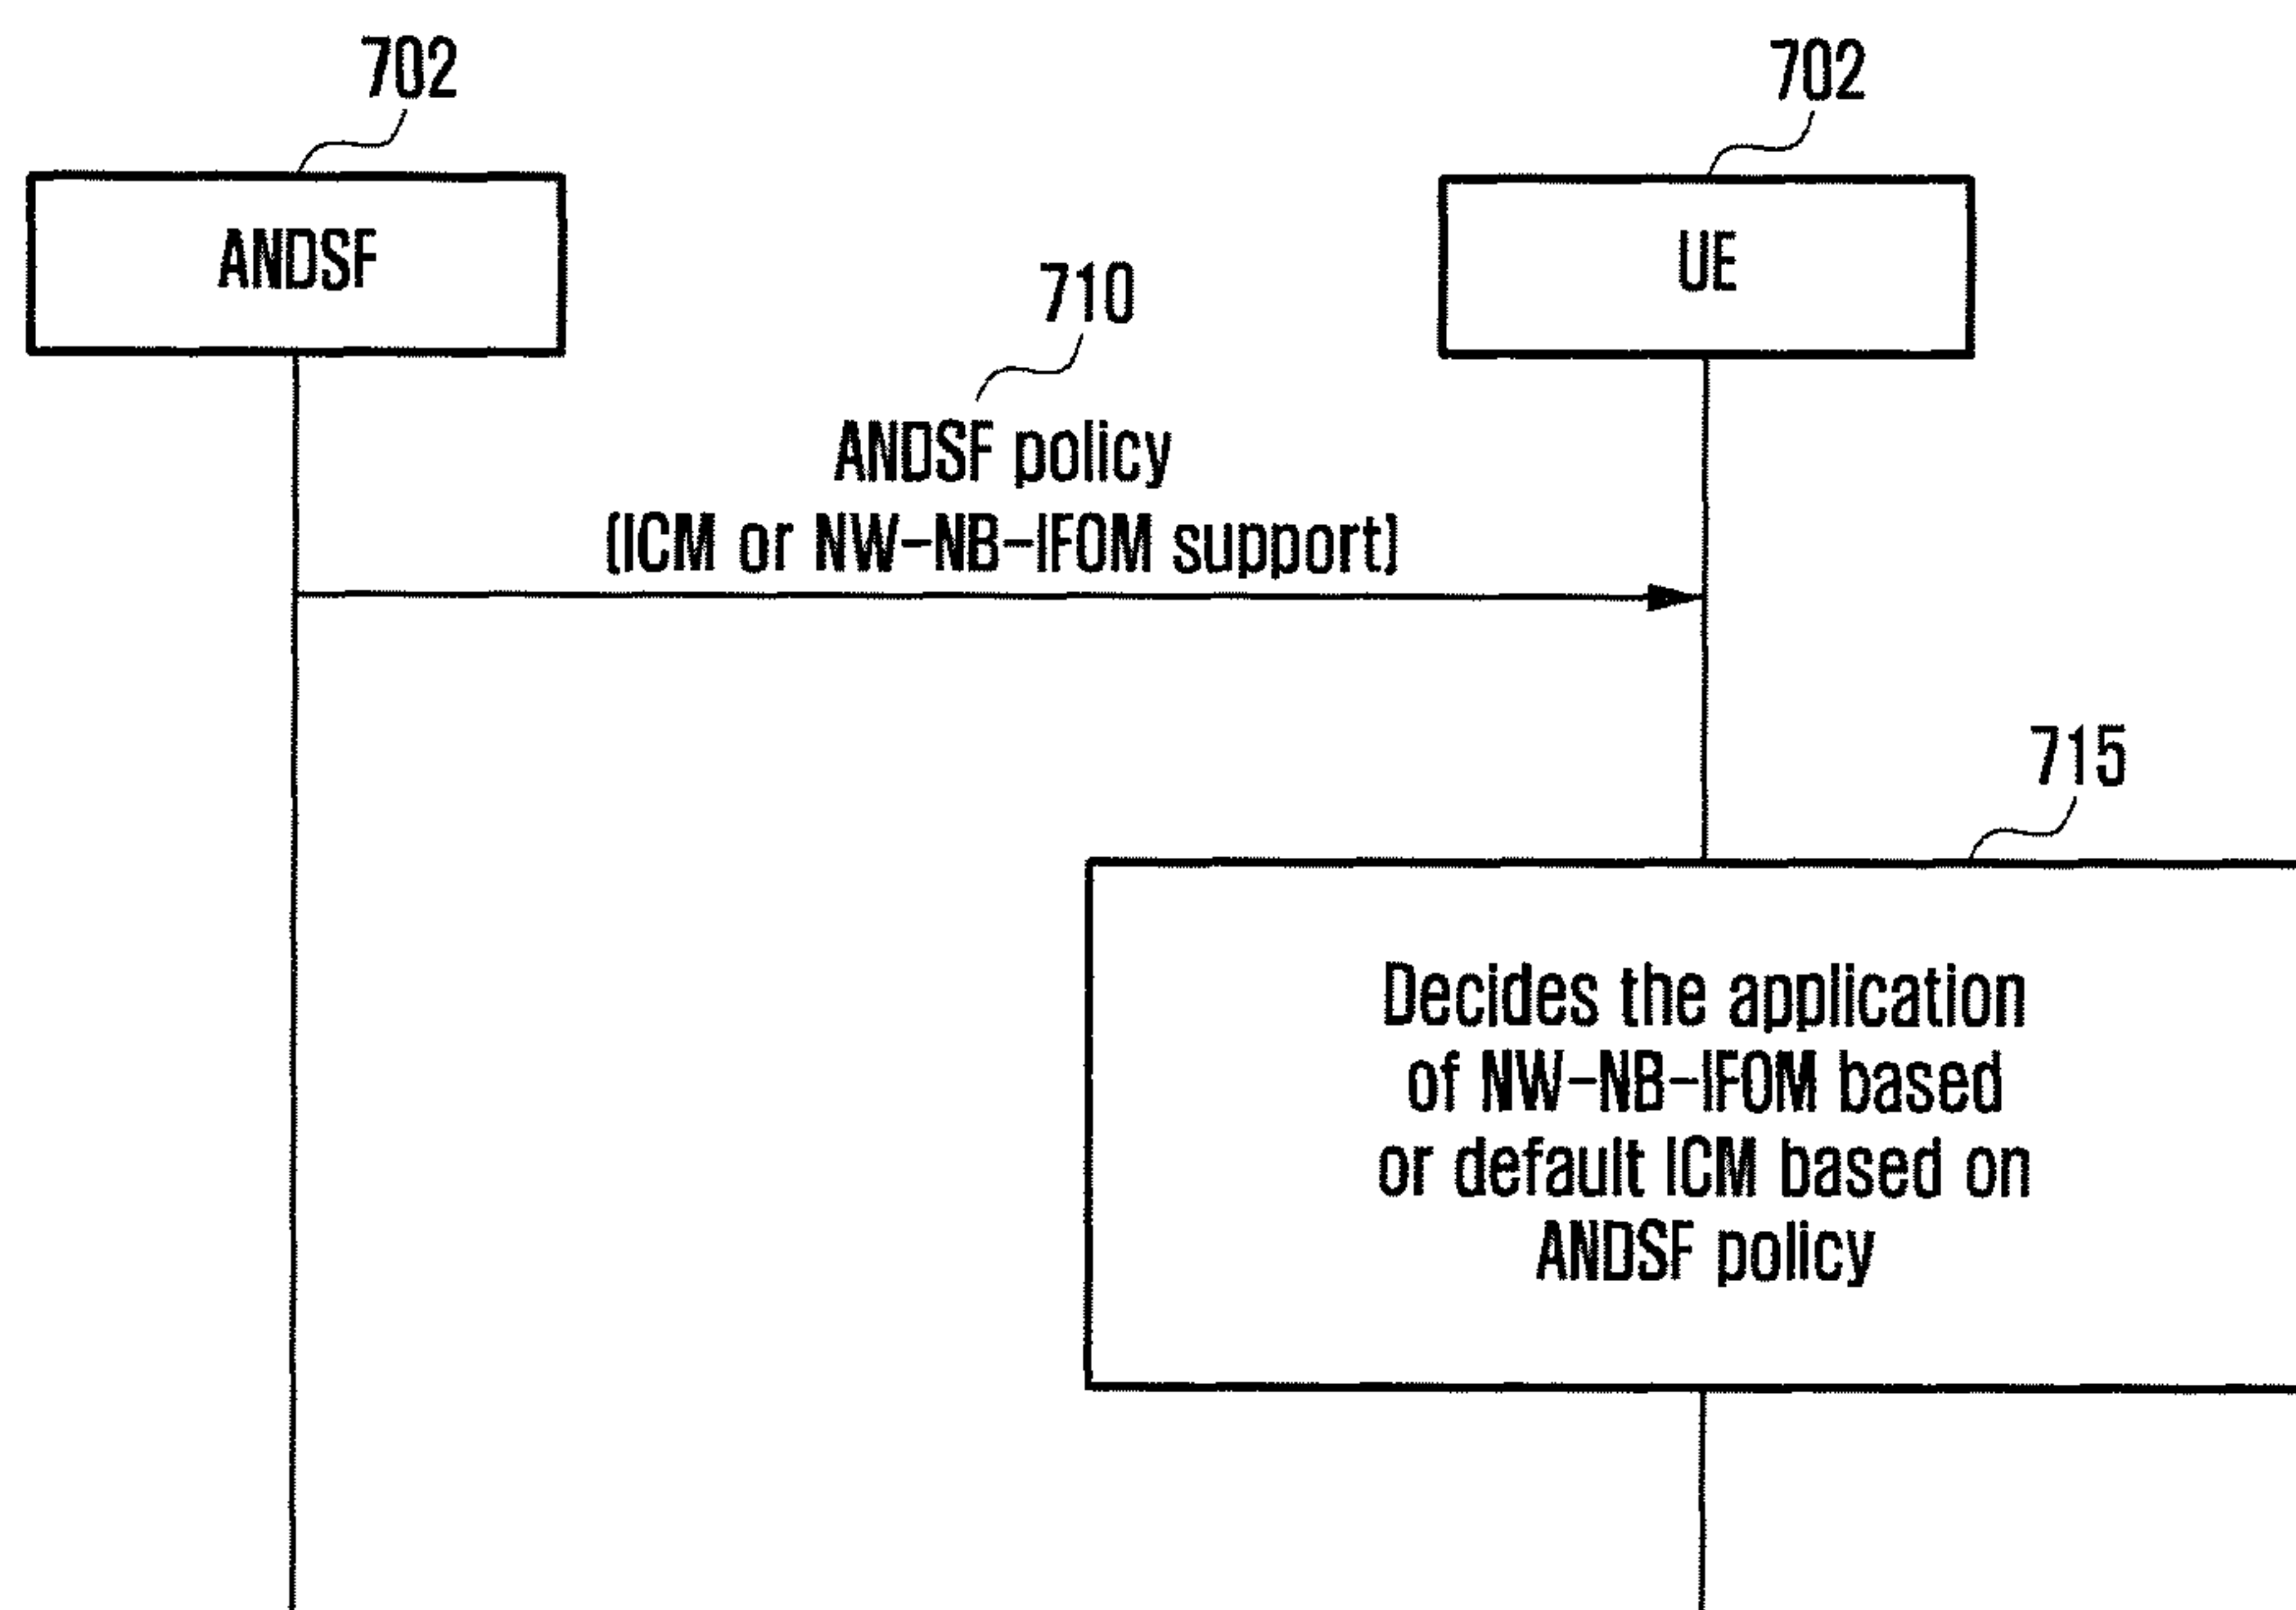 702
702
ANDSF
UE
710
ANDSF policy
(ICM or NW-NB-IFOM support)
715
Decides the application
of NW-NB-IFOM based
or default ICM based on
ANDSF policy